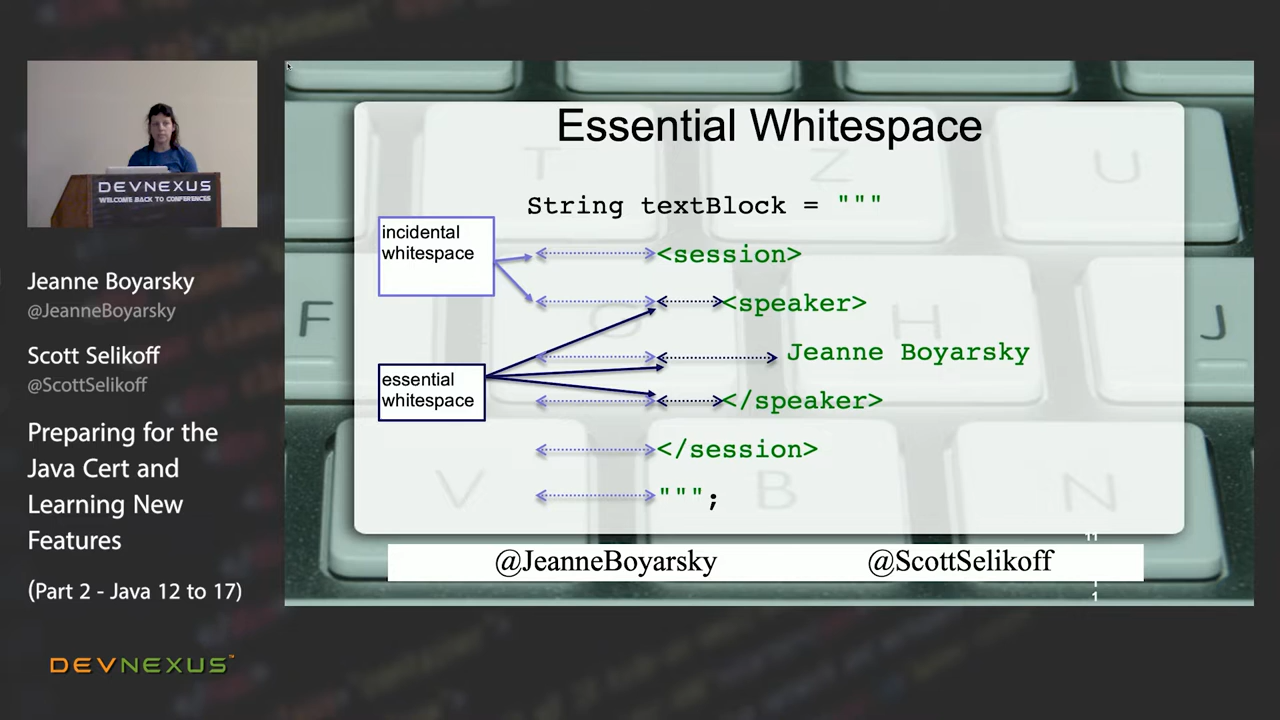 DEVNEXUS
WELCOME BACK TO CONFERENCES
Jeanne Boyarsky
@JeanneBoyarsky
Scott Selikoff
@ScottSelikoff
Preparing for the
Java Cert and
Learning New
Features
(Part 2 - Java 12 to 17)
DEVNEXUS™
Essential Whitespace
String textBlock = """
incidental
whitespace
<session>
<speaker>
Jeanne Boyarsky
essential
whitespace
</speaker>
</session>
""";
@JeanneBoyarsky
@ScottSelikoff
T
Z
U
F
G
H
J
V
B
N